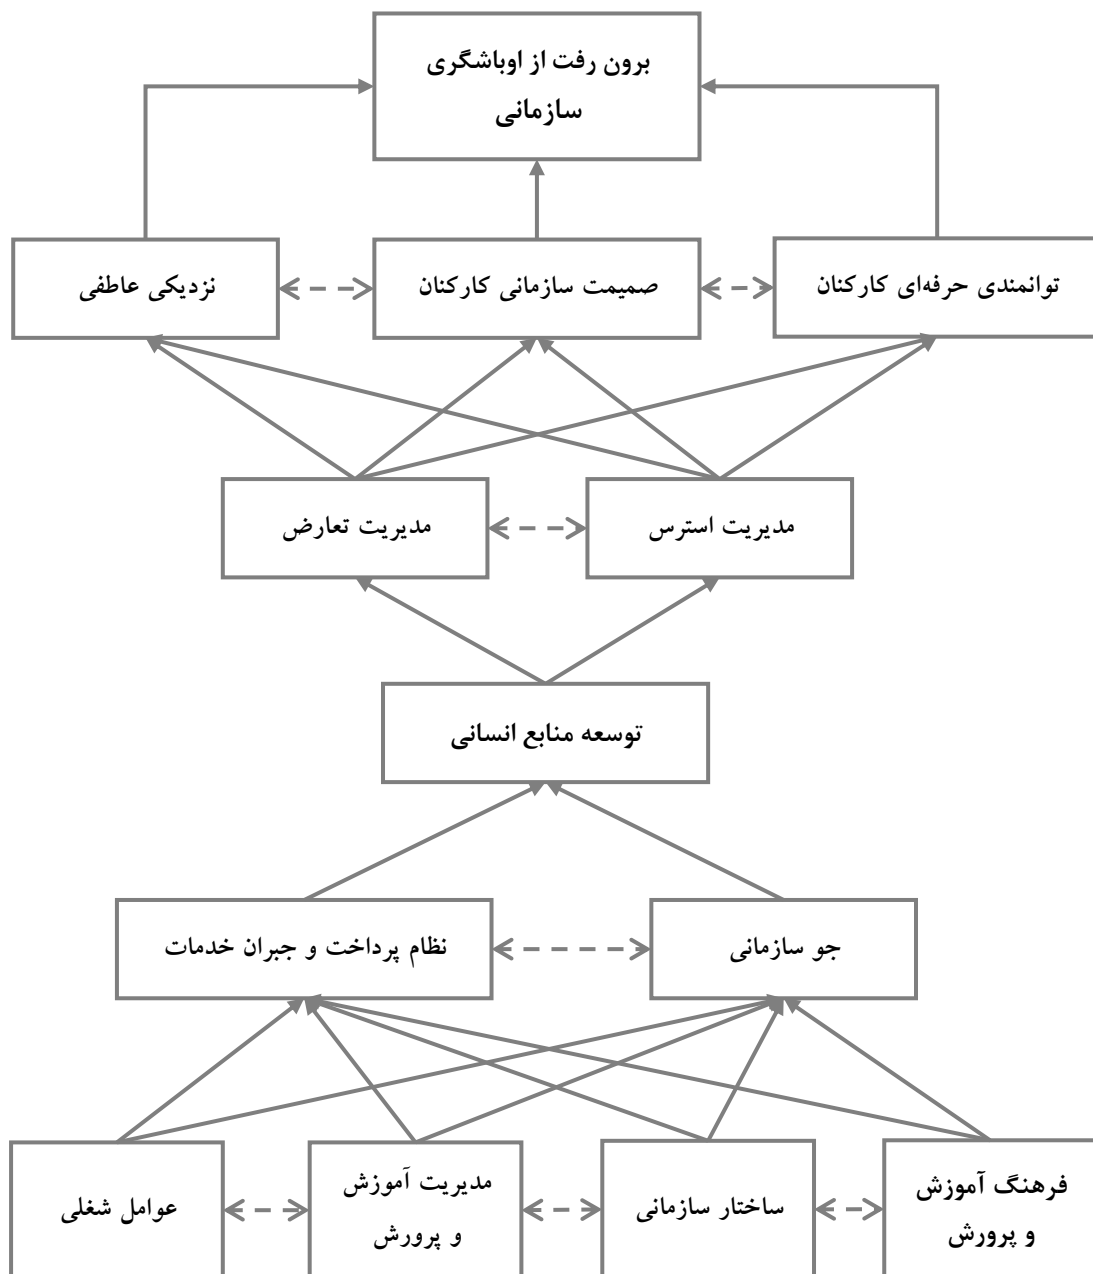 برون رفت از اوباشگری
سازمانی
توانمندی حرفه‌ای کارکنان
صمیمت سازمانی کارکنان
نزدیکی عاطفی
مدیریت استرس
مدیریت تعارض
توسعه منابع انسانی
جو سازمانی
نظام پرداخت و جبران خدمات
فرهنگ آموزش
و پرورش
ساختار سازمانی
مدیریت آموزش
و پرورش
عوامل شغلی